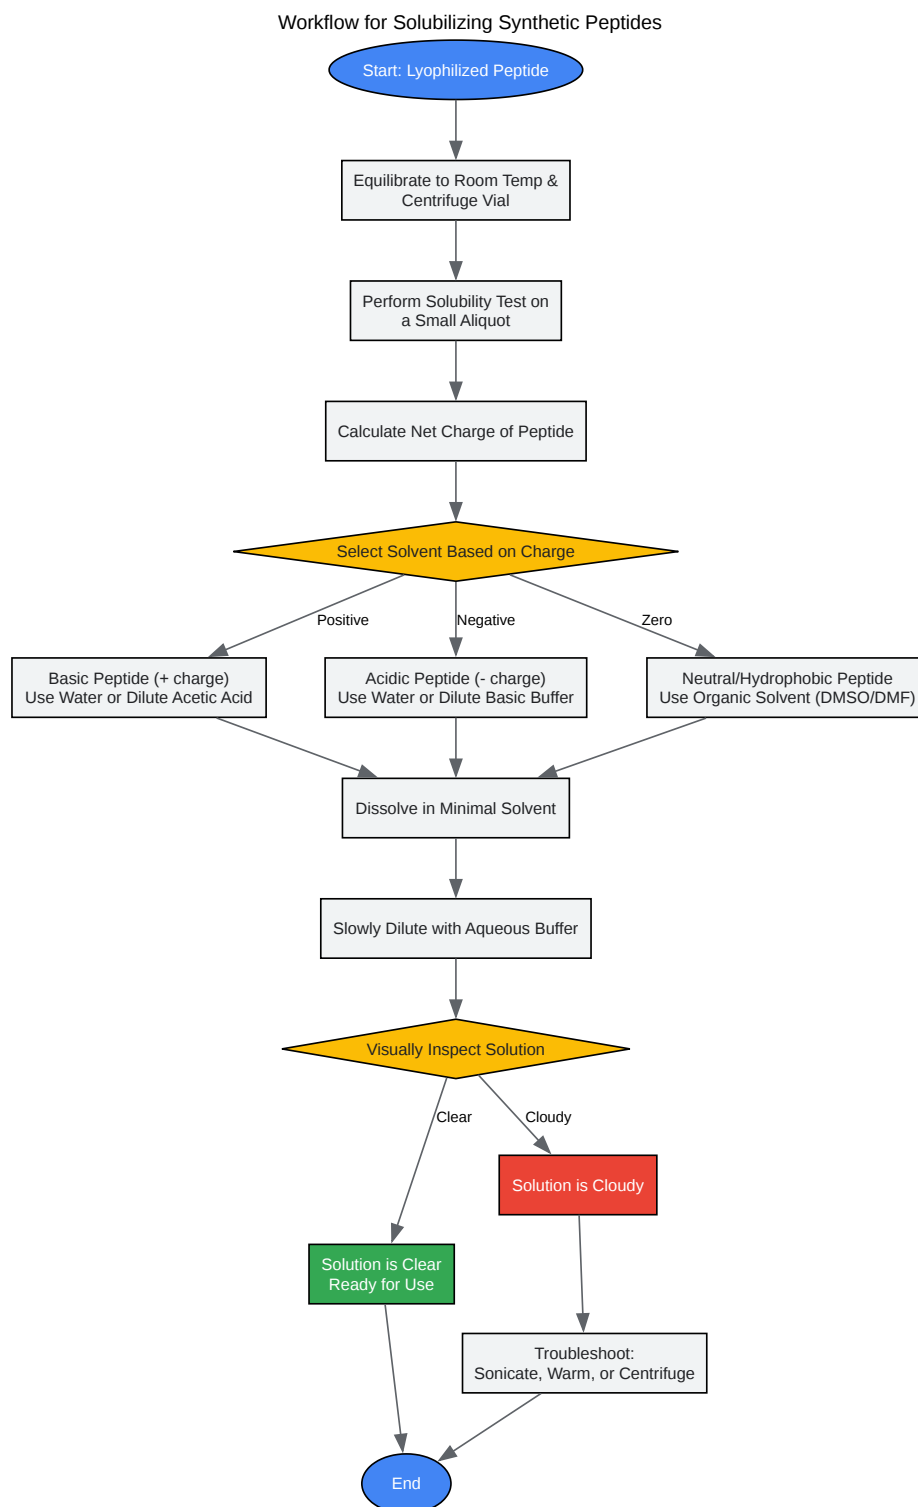 Workflow for Solubilizing Synthetic Peptides
Start: Lyophilized Peptide
Equilibrate to Room Temp &
Centrifuge Vial
Perform Solubility Test on
a Small Aliquot
Calculate Net Charge of Peptide
Select Solvent Based on Charge
Positive
Negative
Zero
Basic Peptide (+ charge)
Use Water or Dilute Acetic Acid
Acidic Peptide (- charge)
Use Water or Dilute Basic Buffer
Neutral/Hydrophobic Peptide
Use Organic Solvent (DMSO/DMF)
Dissolve in Minimal Solvent
Slowly Dilute with Aqueous Buffer
Visually Inspect Solution
Clear
Cloudy
Solution is Cloudy
Solution is Clear
Ready for Use
Troubleshoot:
Sonicate, Warm, or Centrifuge
End